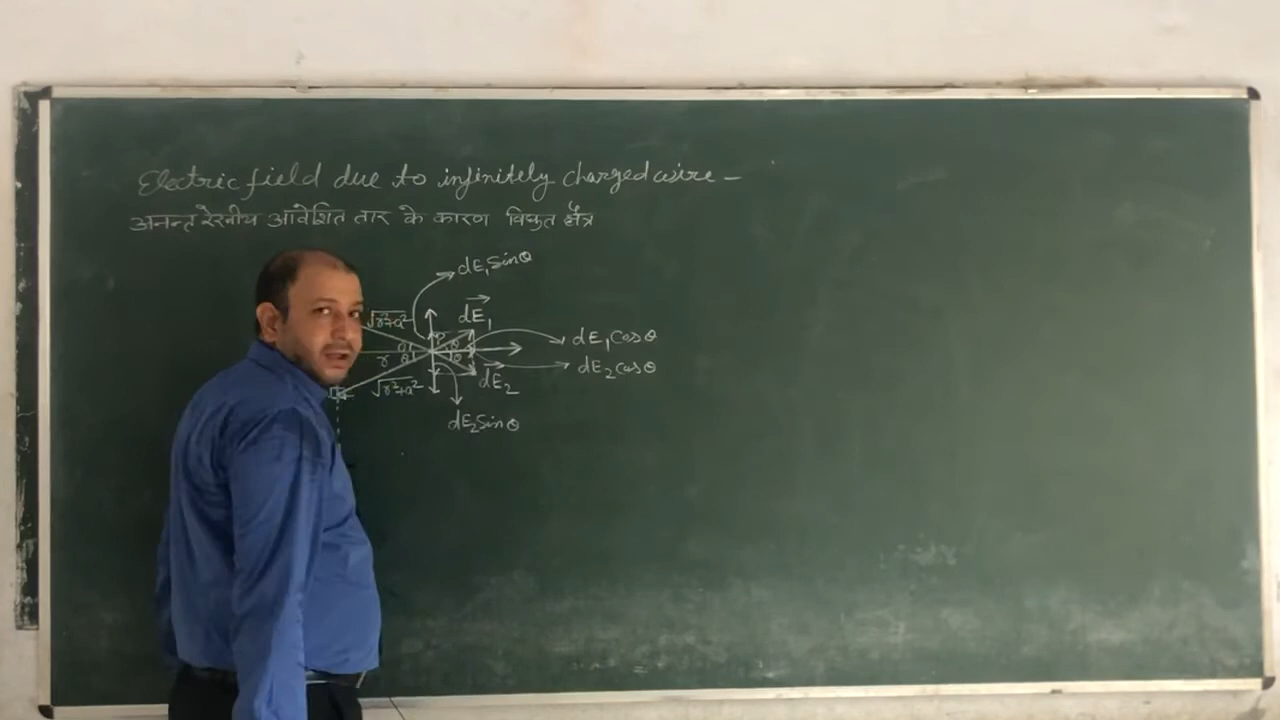 Electric field due to infinitely charged wire -
अनन्त रेखीय आवेशित तार के कारण विधुत क्षेत्र
dE₁Sinθ
√r²+a²
dE₁
P
dE₁Cosθ
θ θ
r θ θ
dE₂Cosθ
√r²+a²
dE₂
dE₂Sinθ